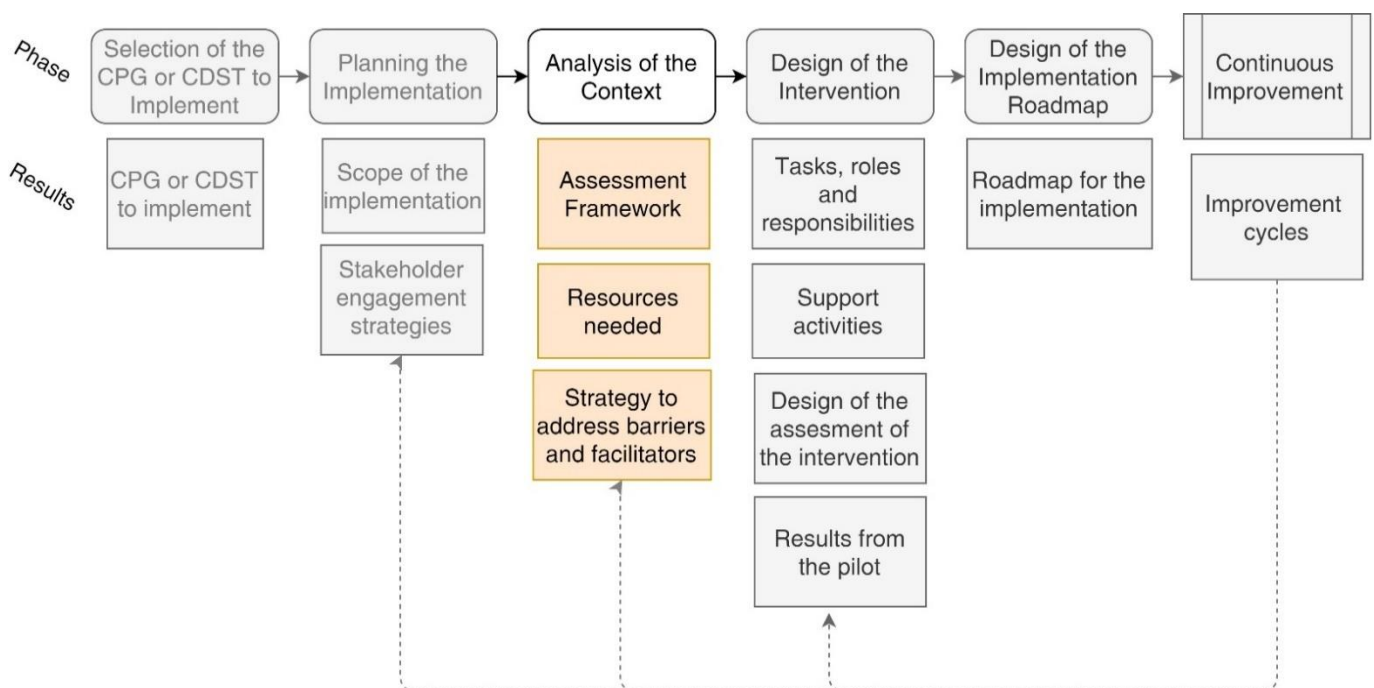 Phase
Selection of the
CPG or CDST to
Implement
Planning the
Implementation
Analysis of the
Context
Design of the
Intervention
Design of the
Implementation
Roadmap
Continuous
Improvement
Results
CPG or CDST
to implement
Scope of the
implementation
Stakeholder
engagement
strategies
Assessment
Framework
Resources
needed
Strategy to
address barriers
and facilitators
Tasks, roles
and
responsibilities
Support
activities
Design of the
assesment of
the intervention
Results from
the pilot
Roadmap for the
implementation
Improvement
cycles